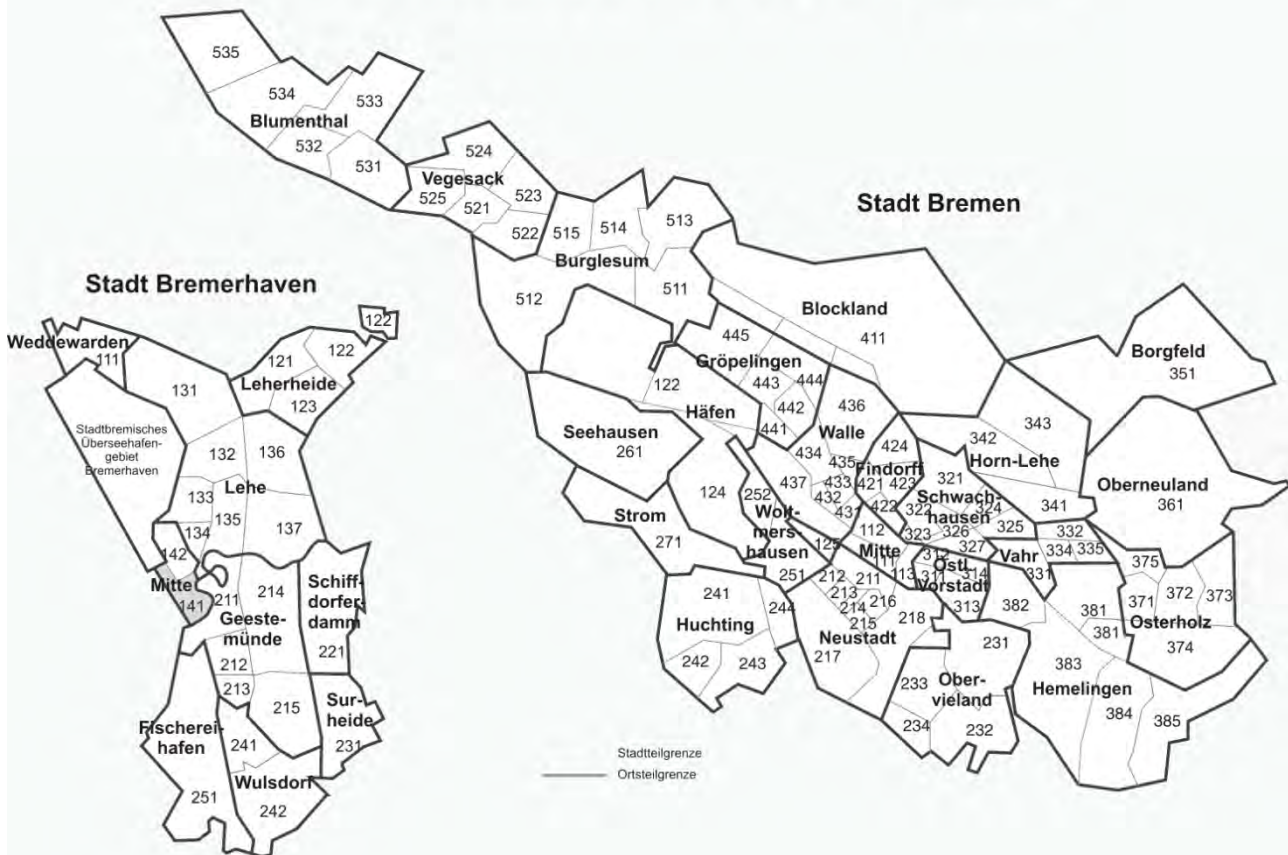 535
534
533
Blumenthal
532
531
524
Vegesack
525
523
521
522
515
514
513
Burglesum
512
511
Stadt Bremen
Blockland
411
Borgfeld
351
445
Gröpelingen
443
444
442
441
122
Häfen
436
Walle
434
435
437
433
432
431
Seehausen
261
124
252
Strom
271
Wolt-
mers-
hausen
125
251
424
Findorff
421
423
422
342
343
Horn-Lehe
341
321
Schwach-
hausen
322
324
325
323
326
327
Oberneuland
361
332
334
335
Vahr
331
112
Mitte
111
113
312
Östl.
Vorstadt
311
314
313
375
371
372
373
Osterholz
374
241
244
Huchting
242
243
212
211
213
214
216
215
218
Neustadt
217
231
233
Ober-
vieland
234
232
382
381
381
383
Hemelingen
384
385
Stadt Bremerhaven
Weddewarden
111
122
121
122
Leherheide
123
131
Stadtbremisches
Überseehafen-
gebiet
Bremerhaven
132
136
Lehe
133
135
134
137
142
Mitte
141
211
214
Geeste-
münde
212
213
215
Schiff-
dorfer-
damm
221
Sur-
heide
231
Fischerei-
hafen
251
241
Wulsdorf
242
Stadtteilgrenze
Ortsteilgrenze